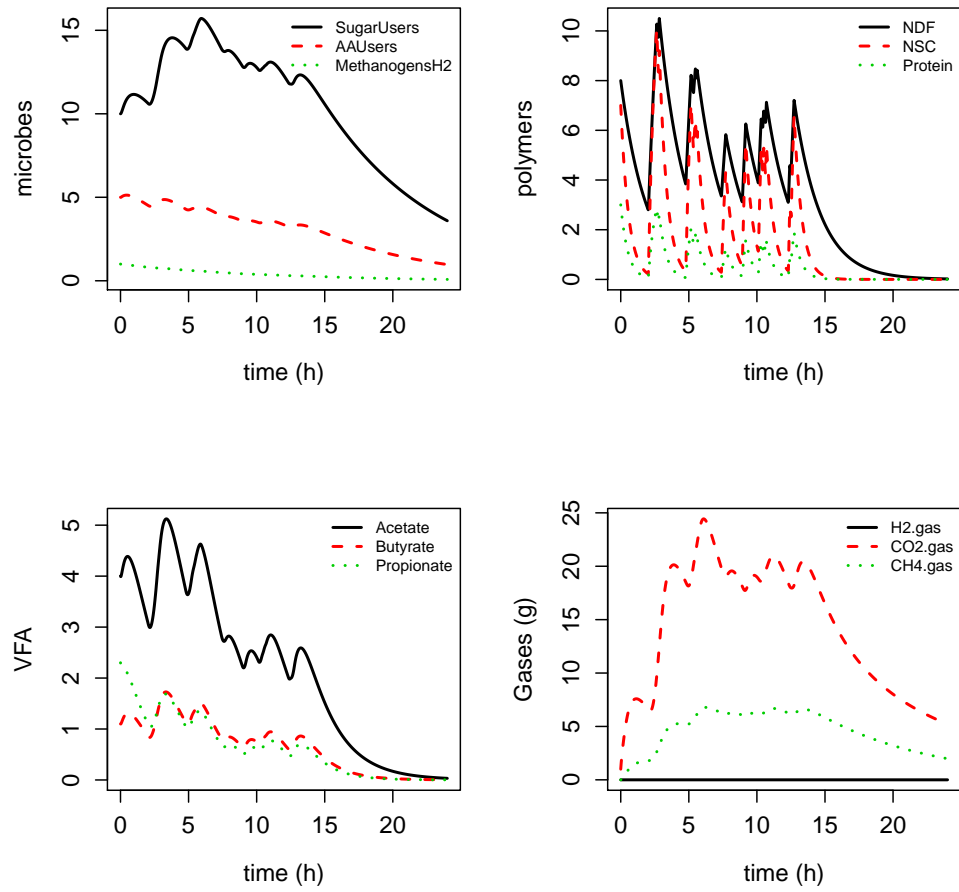 microbes
0 5 10 15
SugarUsers
AAUsers
MethanogensH2
0 5 10 15 20
time (h)
polymers
0 2 4 6 8 10
NDF
NSC
Protein
0 5 10 15 20
time (h)
VFA
0 1 2 3 4 5
Acetate
Butyrate
Propionate
0 5 10 15 20
time (h)
Gases (g)
0 5 10 15 20 25
H2.gas
CO2.gas
CH4.gas
0 5 10 15 20
time (h)